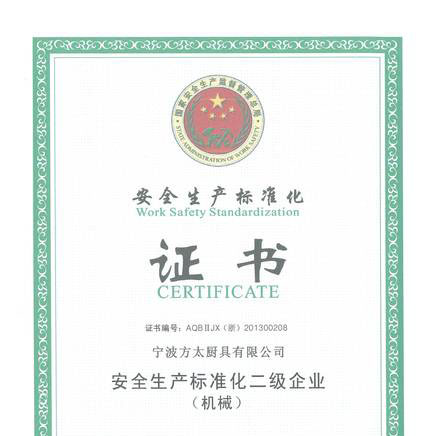 国家安全生产监督管理总局
STATE ADMINISTRATION OF WORK SAFETY
安全生产标准化
Work Safety Standardization
证书
CERTIFICATE
证书编号：AQBⅡJX（浙）201300208
宁波方太厨具有限公司
安全生产标准化二级企业
（机械）